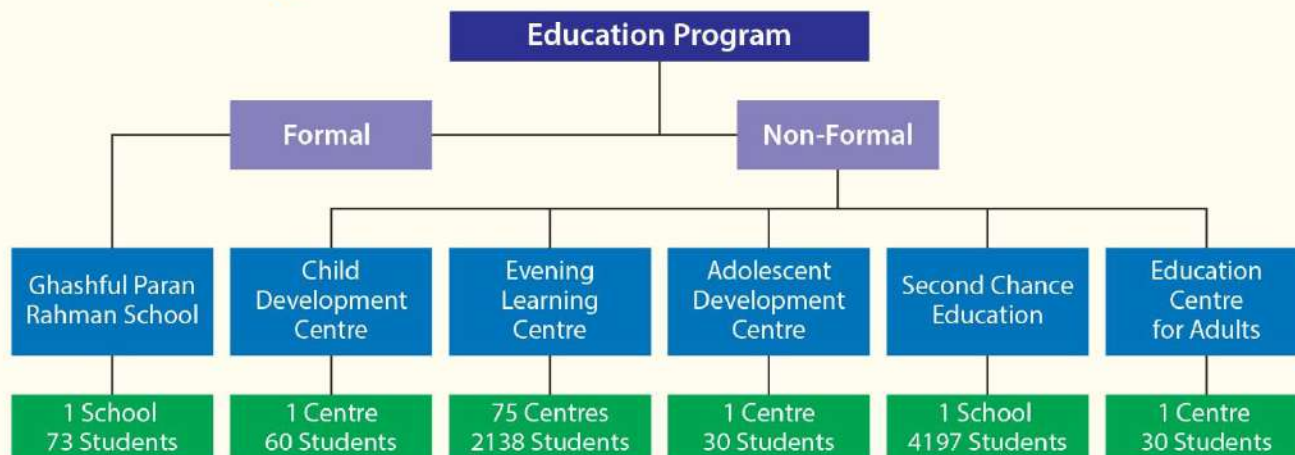 Education Program
Formal
Non-Formal
Ghashful Paran
Rahman School
Child
Development
Centre
Evening
Learning
Centre
Adolescent
Development
Centre
Second Chance
Education
Education
Centre
for Adults
1 School
73 Students
1 Centre
60 Students
75 Centres
2138 Students
1 Centre
30 Students
1 School
4197 Students
1 Centre
30 Students